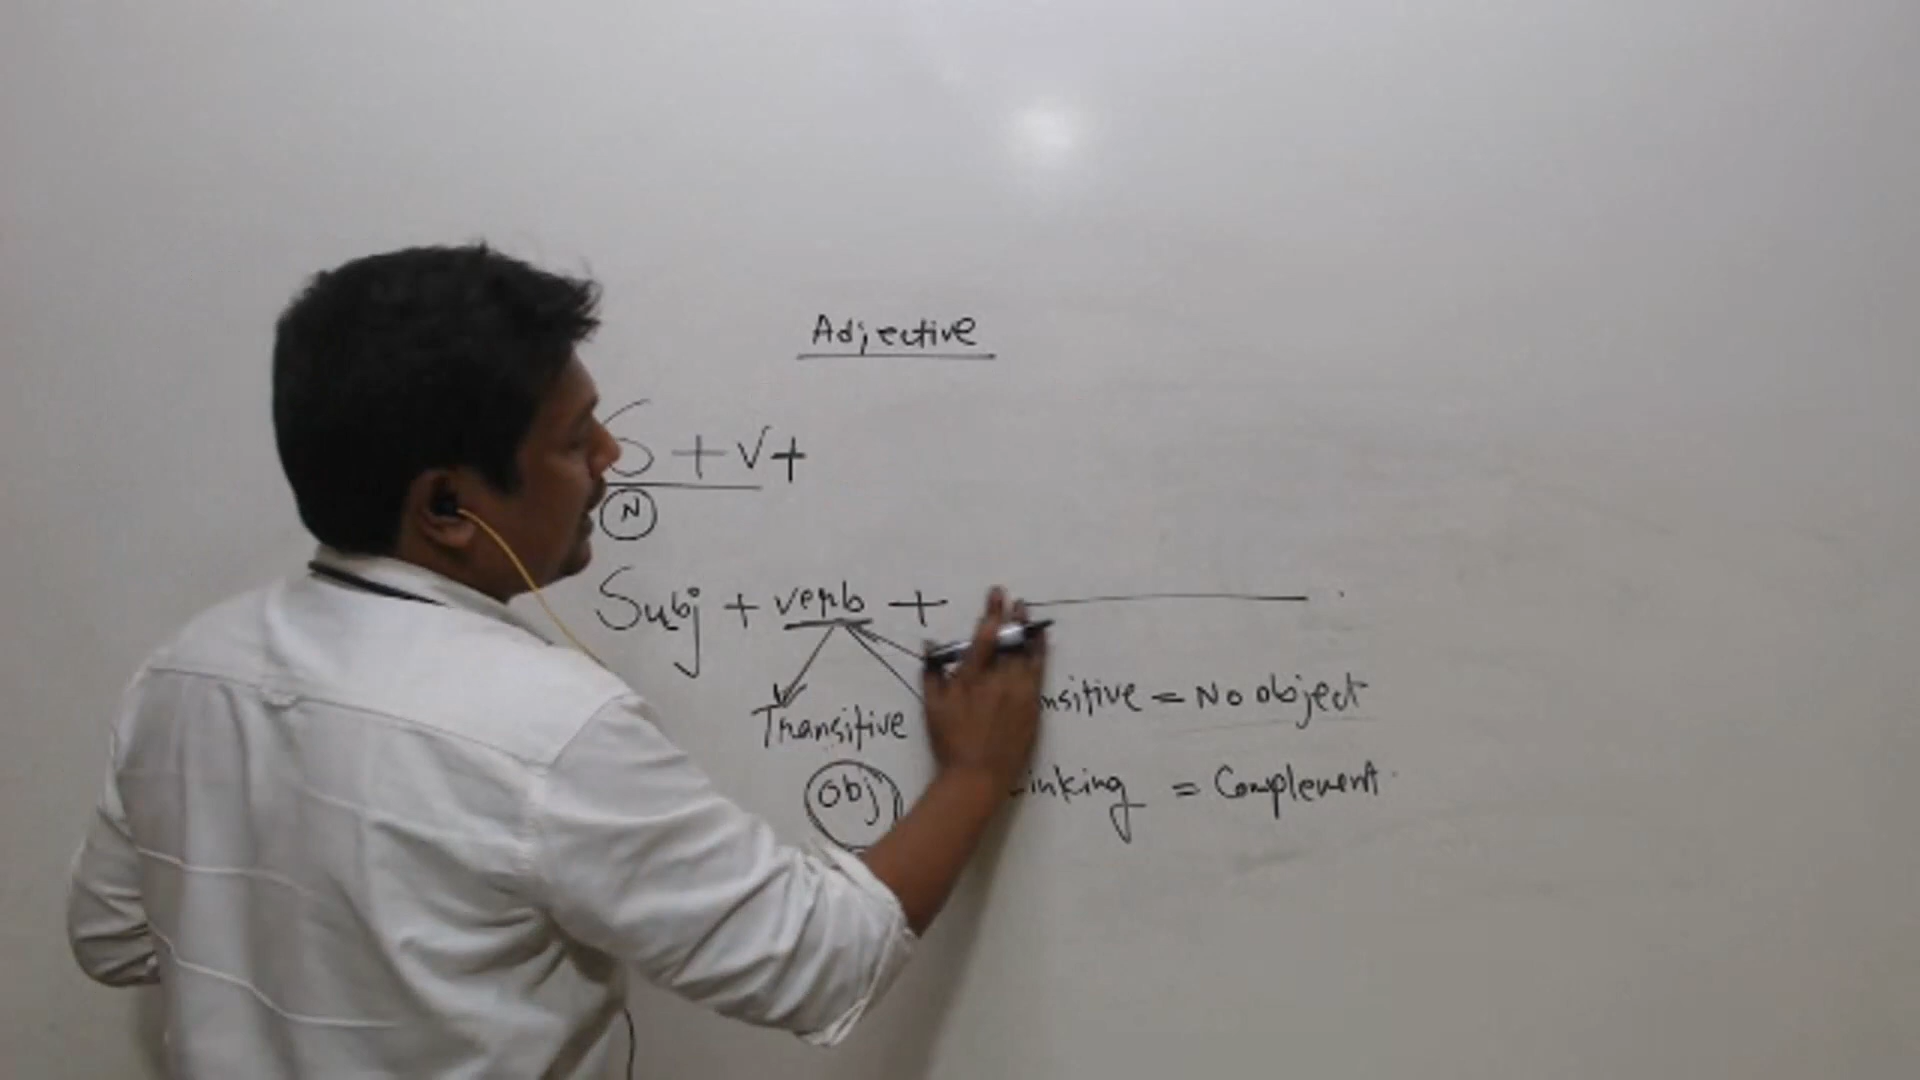 Adjective
S + V +
N
Subj + verb +
nsitive = No object
Transitive
Obj
inking = Complement